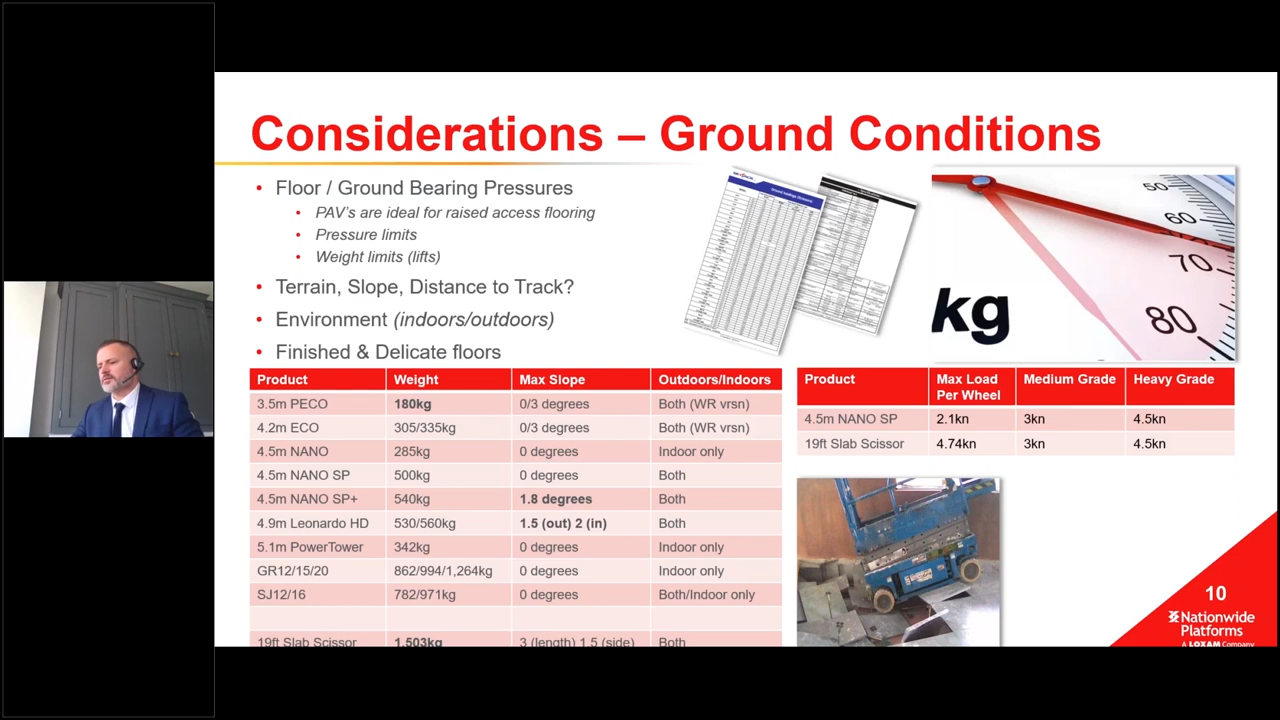 Considerations – Ground Conditions
• Floor / Ground Bearing Pressures
• PAV's are ideal for raised access flooring
• Pressure limits
• Weight limits (lifts)
• Terrain, Slope, Distance to Track?
• Environment (indoors/outdoors)
• Finished & Delicate floors
50
60
70
80
kg
Product Weight Max Slope Outdoors/Indoors
3.5m PECO 180kg 0/3 degrees Both (WR vrsn)
4.2m ECO 305/335kg 0/3 degrees Both (WR vrsn)
4.5m NANO 285kg 0 degrees Indoor only
4.5m NANO SP 500kg 0 degrees Both
4.5m NANO SP+ 540kg 1.8 degrees Both
4.9m Leonardo HD 530/560kg 1.5 (out) 2 (in) Both
5.1m PowerTower 342kg 0 degrees Indoor only
GR12/15/20 862/994/1,264kg 0 degrees Indoor only
SJ12/16 782/971kg 0 degrees Both/Indoor only
19ft Slab Scissor 1,503kg 3 (length) 1.5 (side) Both
Product Max Load Per Wheel Medium Grade Heavy Grade
4.5m NANO SP 2.1kn 3kn 4.5kn
19ft Slab Scissor 4.74kn 3kn 4.5kn
10
Nationwide
Platforms
A LOXAM Company